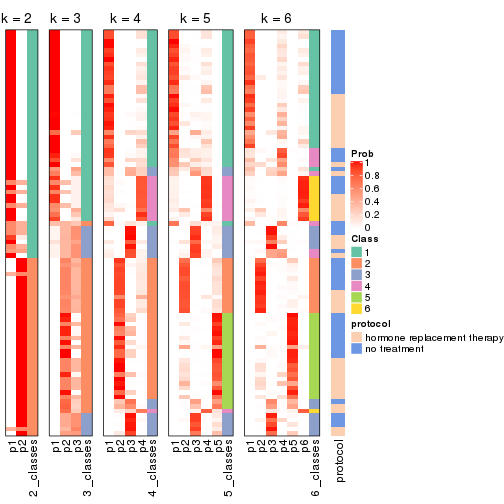 k = 2
k = 3
k = 4
k = 5
k = 6
Prob
1
0.8
0.6
0.4
0.2
0
Class
1
2
3
4
5
6
protocol
hormone replacement therapy
no treatment
p1
p2
2_classes
p1
p2
p3
3_classes
p1
p2
p3
p4
4_classes
p1
p2
p3
p4
p5
5_classes
p1
p2
p3
p4
p5
p6
6_classes
protocol